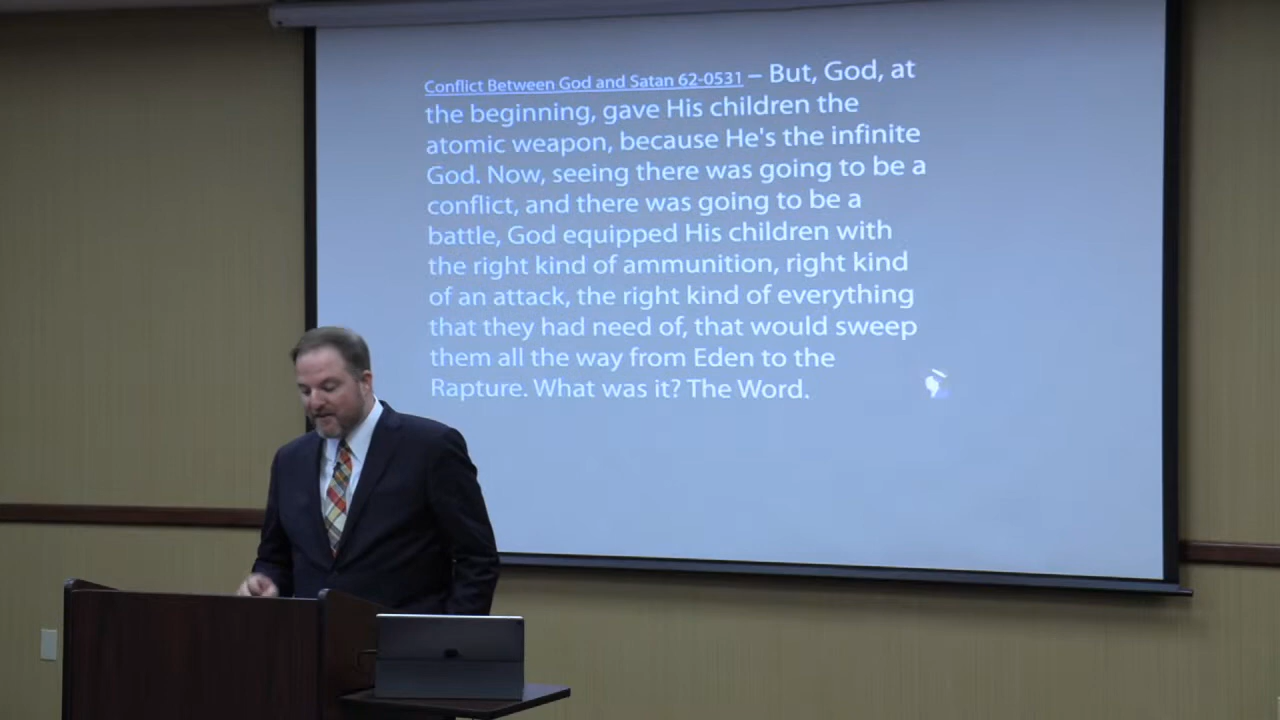 Conflict Between God and Satan 62-0531 – But, God, at
the beginning, gave His children the
atomic weapon, because He's the infinite
God. Now, seeing there was going to be a
conflict, and there was going to be a
battle, God equipped His children with
the right kind of ammunition, right kind
of an attack, the right kind of everything
that they had need of, that would sweep
them all the way from Eden to the
Rapture. What was it? The Word.